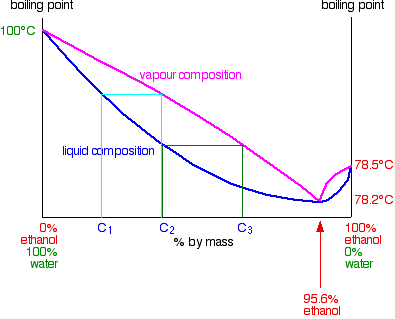 boiling point
boiling point
100°C
vapour composition
liquid composition
78.5°C
78.2°C
0%
ethanol
100%
water
C1
C2
C3
% by mass
100%
ethanol
0%
water
95.6%
ethanol